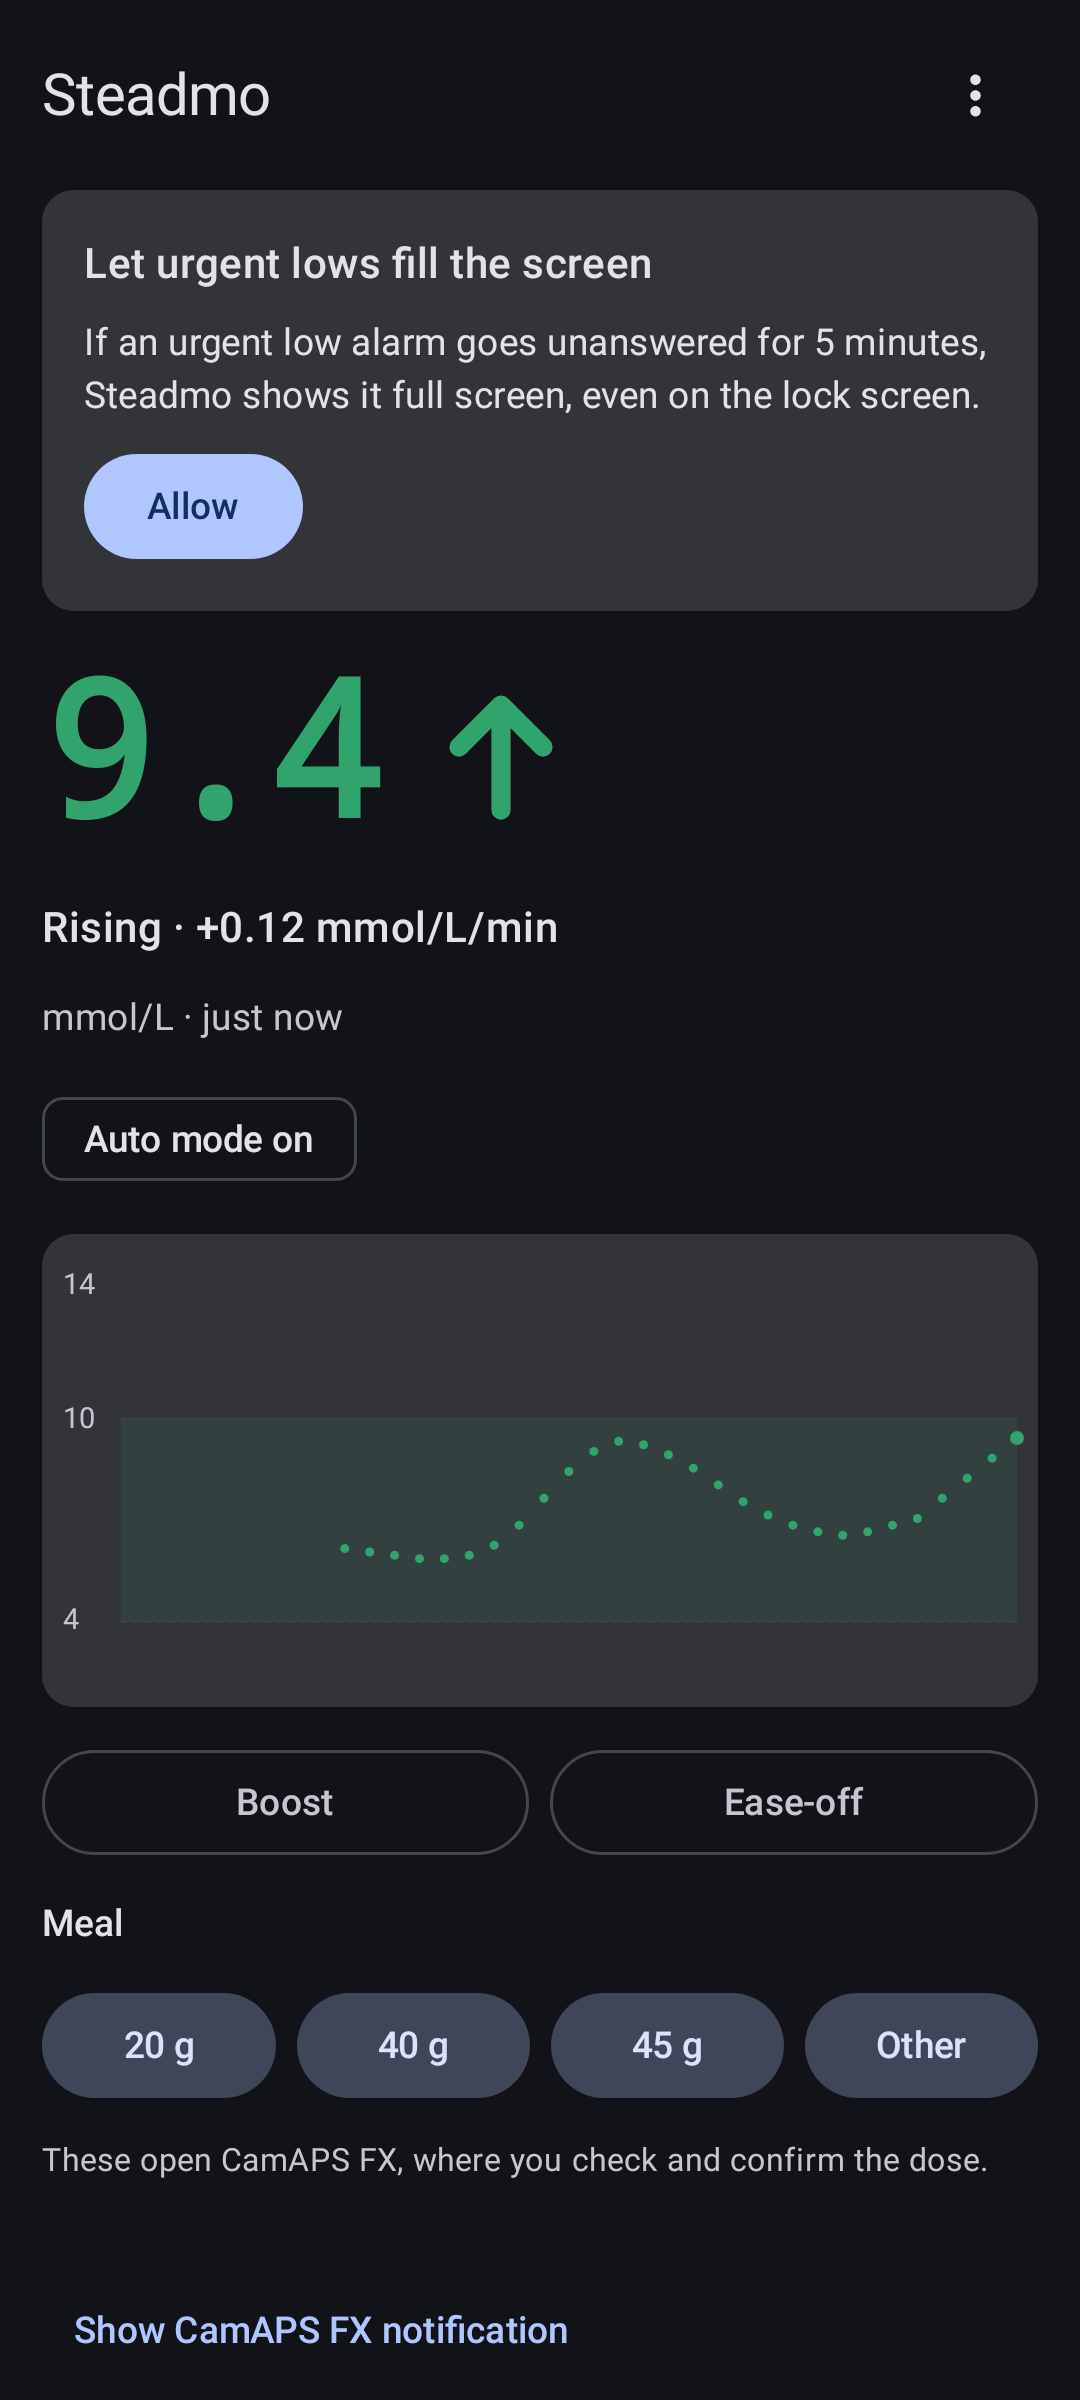 Steadmo
Let urgent lows fill the screen
If an urgent low alarm goes unanswered for 5 minutes,
Steadmo shows it full screen, even on the lock screen.
Allow
9.4
Rising · +0.12 mmol/L/min
mmol/L · just now
Auto mode on
14
10
4
Boost
Ease-off
Meal
20 g
40 g
45 g
Other
These open CamAPS FX, where you check and confirm the dose.
Show CamAPS FX notification